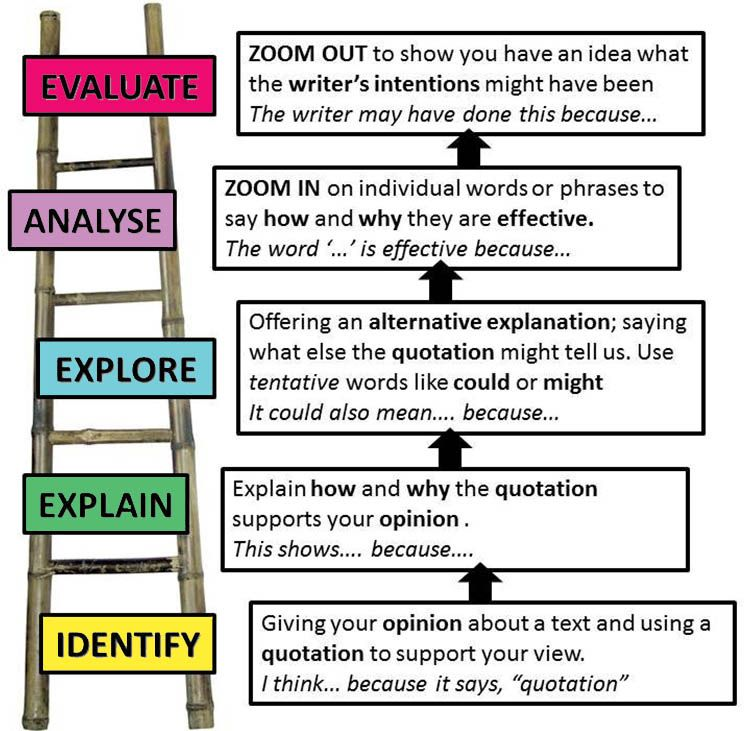 EVALUATE
ZOOM OUT to show you have an idea what
the writer's intentions might have been
The writer may have done this because...
ANALYSE
ZOOM IN on individual words or phrases to
say how and why they are effective.
The word '...' is effective because...
EXPLORE
Offering an alternative explanation; saying
what else the quotation might tell us. Use
tentative words like could or might
It could also mean.... because...
EXPLAIN
Explain how and why the quotation
supports your opinion .
This shows.... because....
IDENTIFY
Giving your opinion about a text and using a
quotation to support your view.
I think... because it says, "quotation"